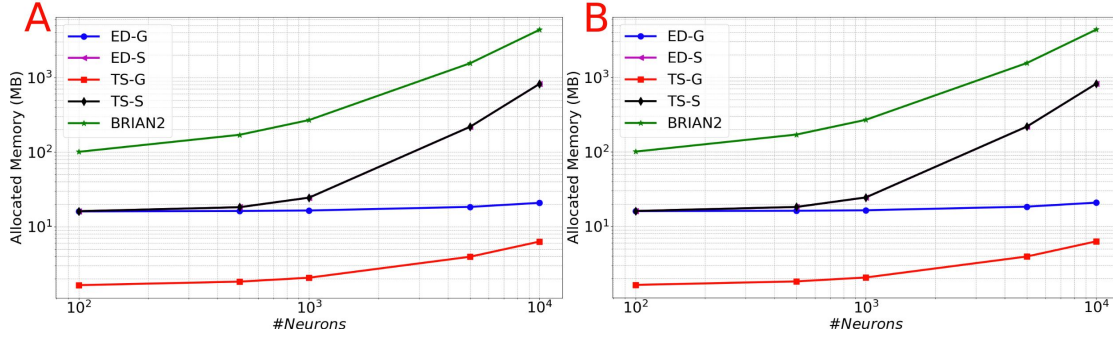 A
ED-G
ED-S
TS-G
TS-S
BRIAN2
Allocated Memory (MB)
10^3
10^2
10^1
10^2
10^3
10^4
#Neurons
B
ED-G
ED-S
TS-G
TS-S
BRIAN2
Allocated Memory (MB)
10^3
10^2
10^1
10^2
10^3
10^4
#Neurons